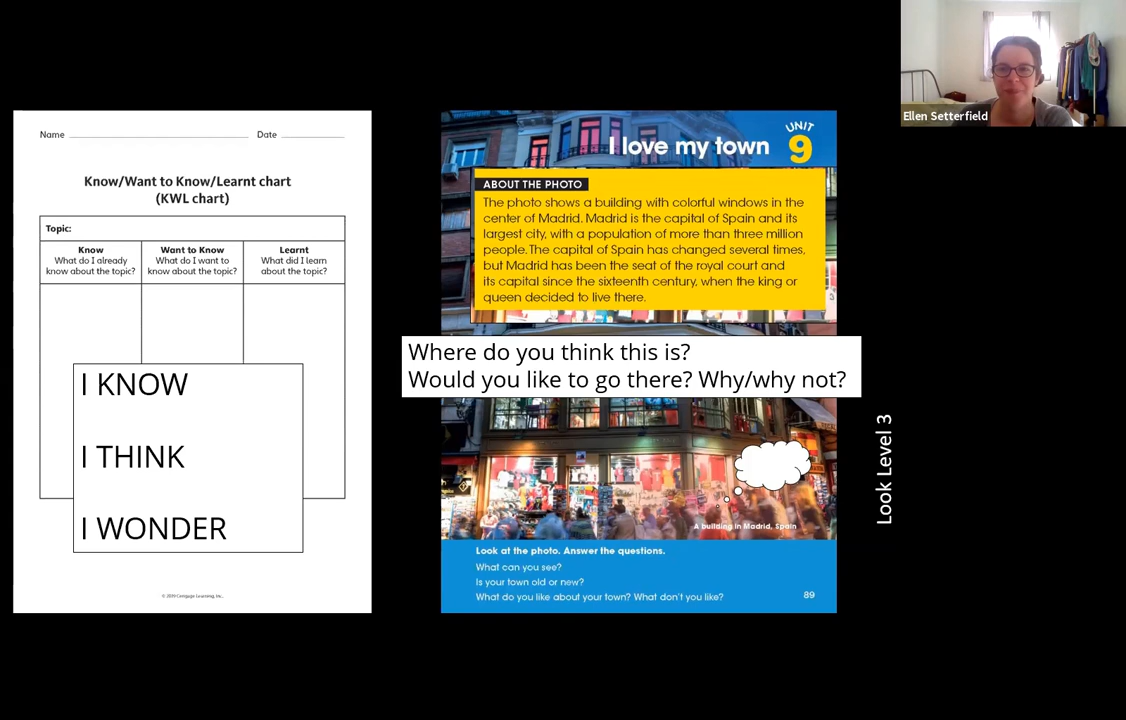 Name
Date
Know/Want to Know/Learnt chart
(KWL chart)
Topic:
Know
What do I already
know about the topic?
Want to Know
What do I want to
know about the topic?
Learnt
What did I learn
about the topic?
I KNOW
I THINK
I WONDER
© 2019 Cengage Learning, Inc.
I love my town
UNIT
9
ABOUT THE PHOTO
The photo shows a building with colorful windows in the
center of Madrid. Madrid is the capital of Spain and its
largest city, with a population of more than three million
people. The capital of Spain has changed several times,
but Madrid has been the seat of the royal court and
its capital since the sixteenth century, when the king or
queen decided to live there.
Where do you think this is?
Would you like to go there? Why/why not?
A building in Madrid, Spain
Look at the photo. Answer the questions.
What can you see?
Is your town old or new?
What do you like about your town? What don't you like?
89
Look Level 3
Ellen Setterfield